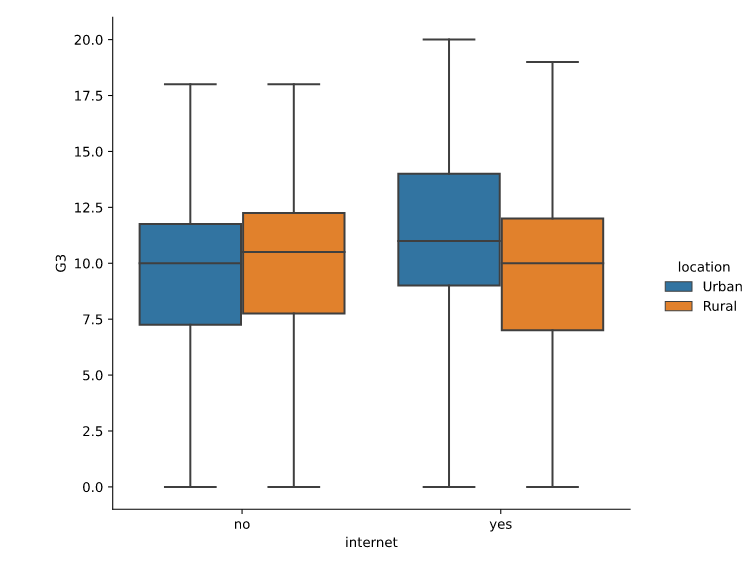 20.0
17.5
15.0
12.5
10.0
7.5
5.0
2.5
0.0
G3
no
yes
internet
location
Urban
Rural